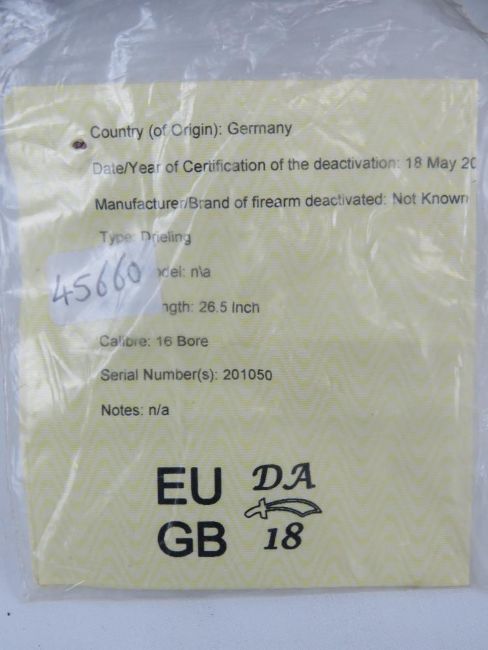 Country (of Origin): Germany
Date/Year of Certification of the deactivation: 18 May 20
Manufacturer/Brand of firearm deactivated: Not Known
Type: Drieling
45660
del: n\a
ngth: 26.5 Inch
Calibre: 16 Bore
Serial Number(s): 201050
Notes: n/a
EU DA
GB 18